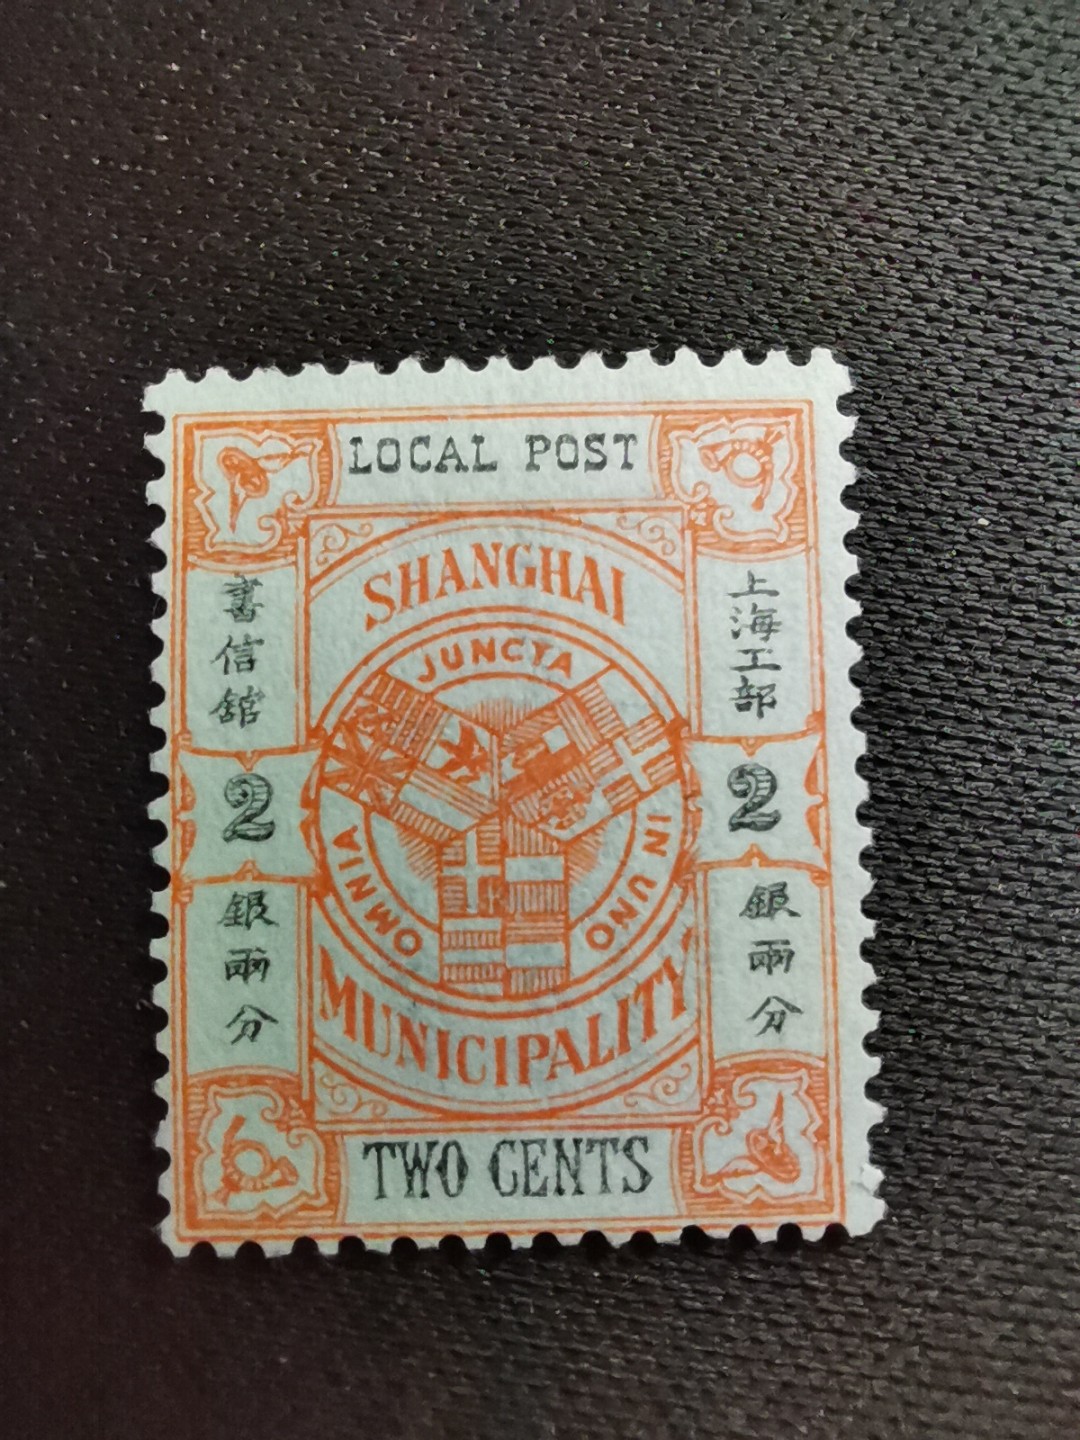 LOCAL POST
SHANGHAI
OMNIA JUNCTA IN UNO
上海工部
書信館
2
2
銀兩分
銀兩分
MUNICIPALITY
TWO CENTS